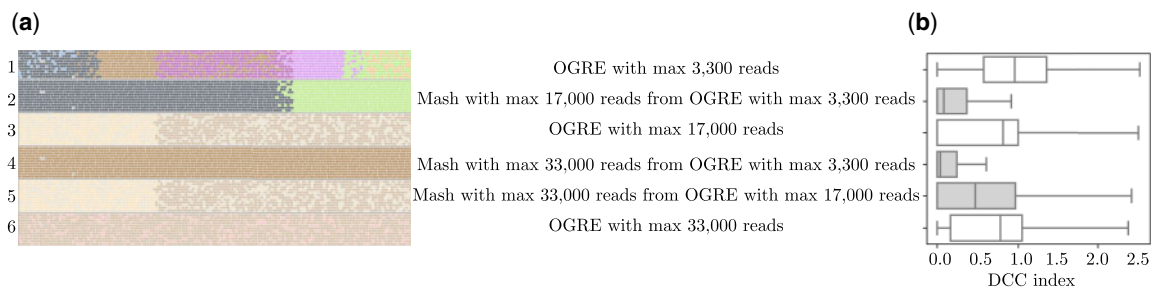 (a)
(b)
1 OGRE with max 3,300 reads
2 Mash with max 17,000 reads from OGRE with max 3,300 reads
3 OGRE with max 17,000 reads
4 Mash with max 33,000 reads from OGRE with max 3,300 reads
5 Mash with max 33,000 reads from OGRE with max 17,000 reads
6 OGRE with max 33,000 reads
0.0 0.5 1.0 1.5 2.0 2.5
DCC index